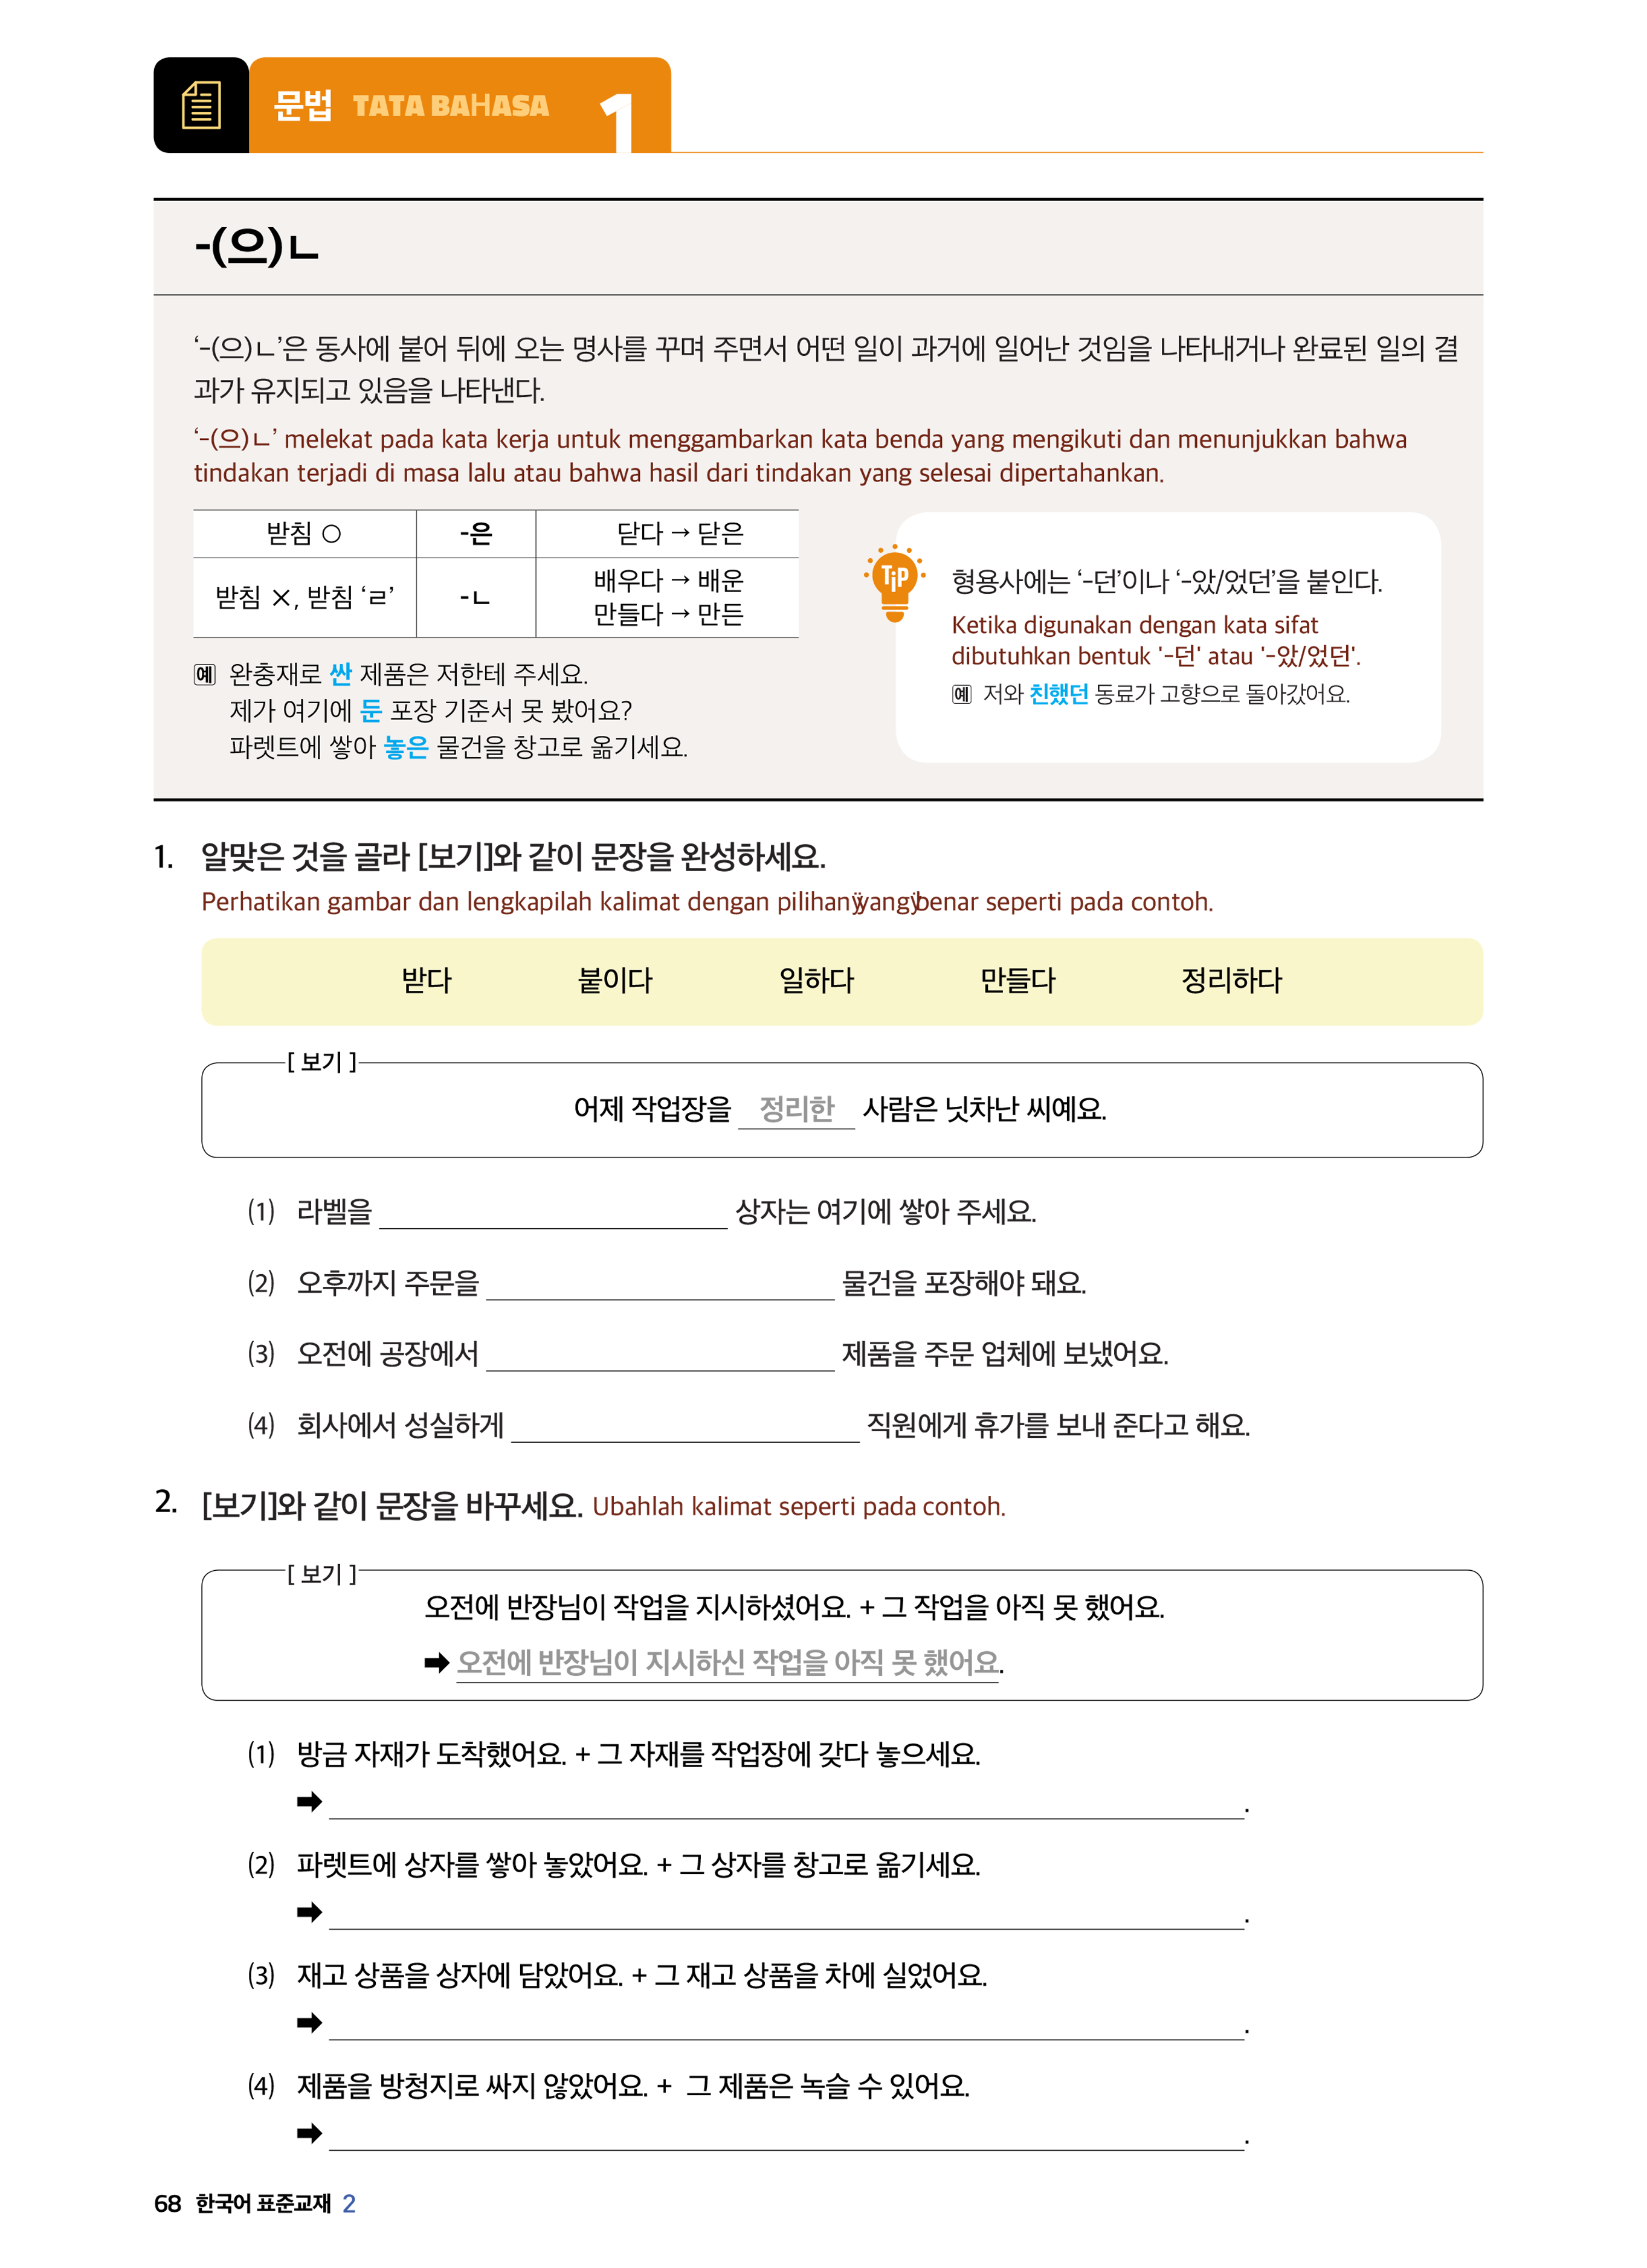 문법 TATA BAHASA 1
-(으)ㄴ
‘-(으)ㄴ’은 동사에 붙어 뒤에 오는 명사를 꾸며 주면서 어떤 일이 과거에 일어난 것임을 나타내거나 완료된 일의 결
과가 유지되고 있음을 나타낸다.
‘-(으)ㄴ’ melekat pada kata kerja untuk menggambarkan kata benda yang mengikuti dan menunjukkan bahwa
tindakan terjadi di masa lalu atau bahwa hasil dari tindakan yang selesai dipertahankan.
받침 ○ -은 닫다 → 닫은
받침 ×, 받침 ‘ㄹ’ -ㄴ 배우다 → 배운
만들다 → 만든
예 완충재로 싼 제품은 저한테 주세요.
제가 여기에 둔 포장 기준서 못 봤어요?
파렛트에 쌓아 놓은 물건을 창고로 옮기세요.
TiP
형용사에는 ‘-던’이나 ‘-았/었던’을 붙인다.
Ketika digunakan dengan kata sifat
dibutuhkan bentuk '-던' atau '-았/었던'.
예 저와 친했던 동료가 고향으로 돌아갔어요.
1. 알맞은 것을 골라 [보기]와 같이 문장을 완성하세요.
Perhatikan gambar dan lengkapilah kalimat dengan pilihanÿyangÿbenar seperti pada contoh.
받다 붙이다 일하다 만들다 정리하다
[ 보기 ]
어제 작업장을 정리한 사람은 닛차난 씨예요.
(1) 라벨을 ____ 상자는 여기에 쌓아 주세요.
(2) 오후까지 주문을 ____ 물건을 포장해야 돼요.
(3) 오전에 공장에서 ____ 제품을 주문 업체에 보냈어요.
(4) 회사에서 성실하게 ____ 직원에게 휴가를 보내 준다고 해요.
2. [보기]와 같이 문장을 바꾸세요. Ubahlah kalimat seperti pada contoh.
[ 보기 ]
오전에 반장님이 작업을 지시하셨어요. + 그 작업을 아직 못 했어요.
➡ 오전에 반장님이 지시하신 작업을 아직 못 했어요.
(1) 방금 자재가 도착했어요. + 그 자재를 작업장에 갖다 놓으세요.
➡ ____.
(2) 파렛트에 상자를 쌓아 놓았어요. + 그 상자를 창고로 옮기세요.
➡ ____.
(3) 재고 상품을 상자에 담았어요. + 그 재고 상품을 차에 실었어요.
➡ ____.
(4) 제품을 방청지로 싸지 않았어요. + 그 제품은 녹슬 수 있어요.
➡ ____.
68 한국어 표준교재 2